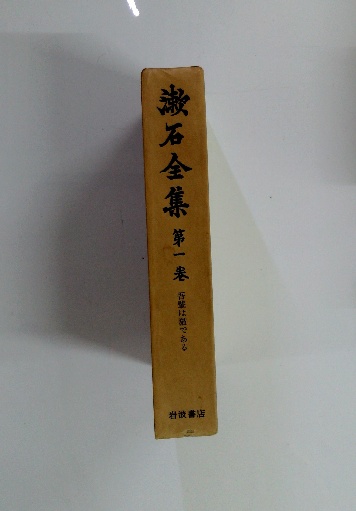 漱石全集
第一巻
吾輩は猫である
岩波書店